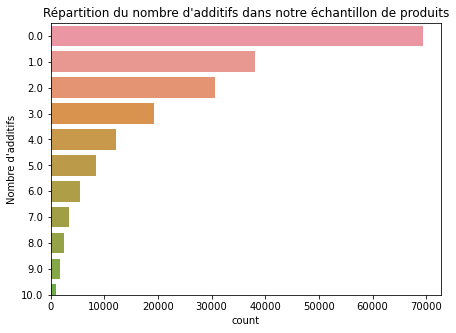 Répartition du nombre d'additifs dans notre échantillon de produits
Nombre d'additifs
0.0
1.0
2.0
3.0
4.0
5.0
6.0
7.0
8.0
9.0
10.0
0 10000 20000 30000 40000 50000 60000 70000
count